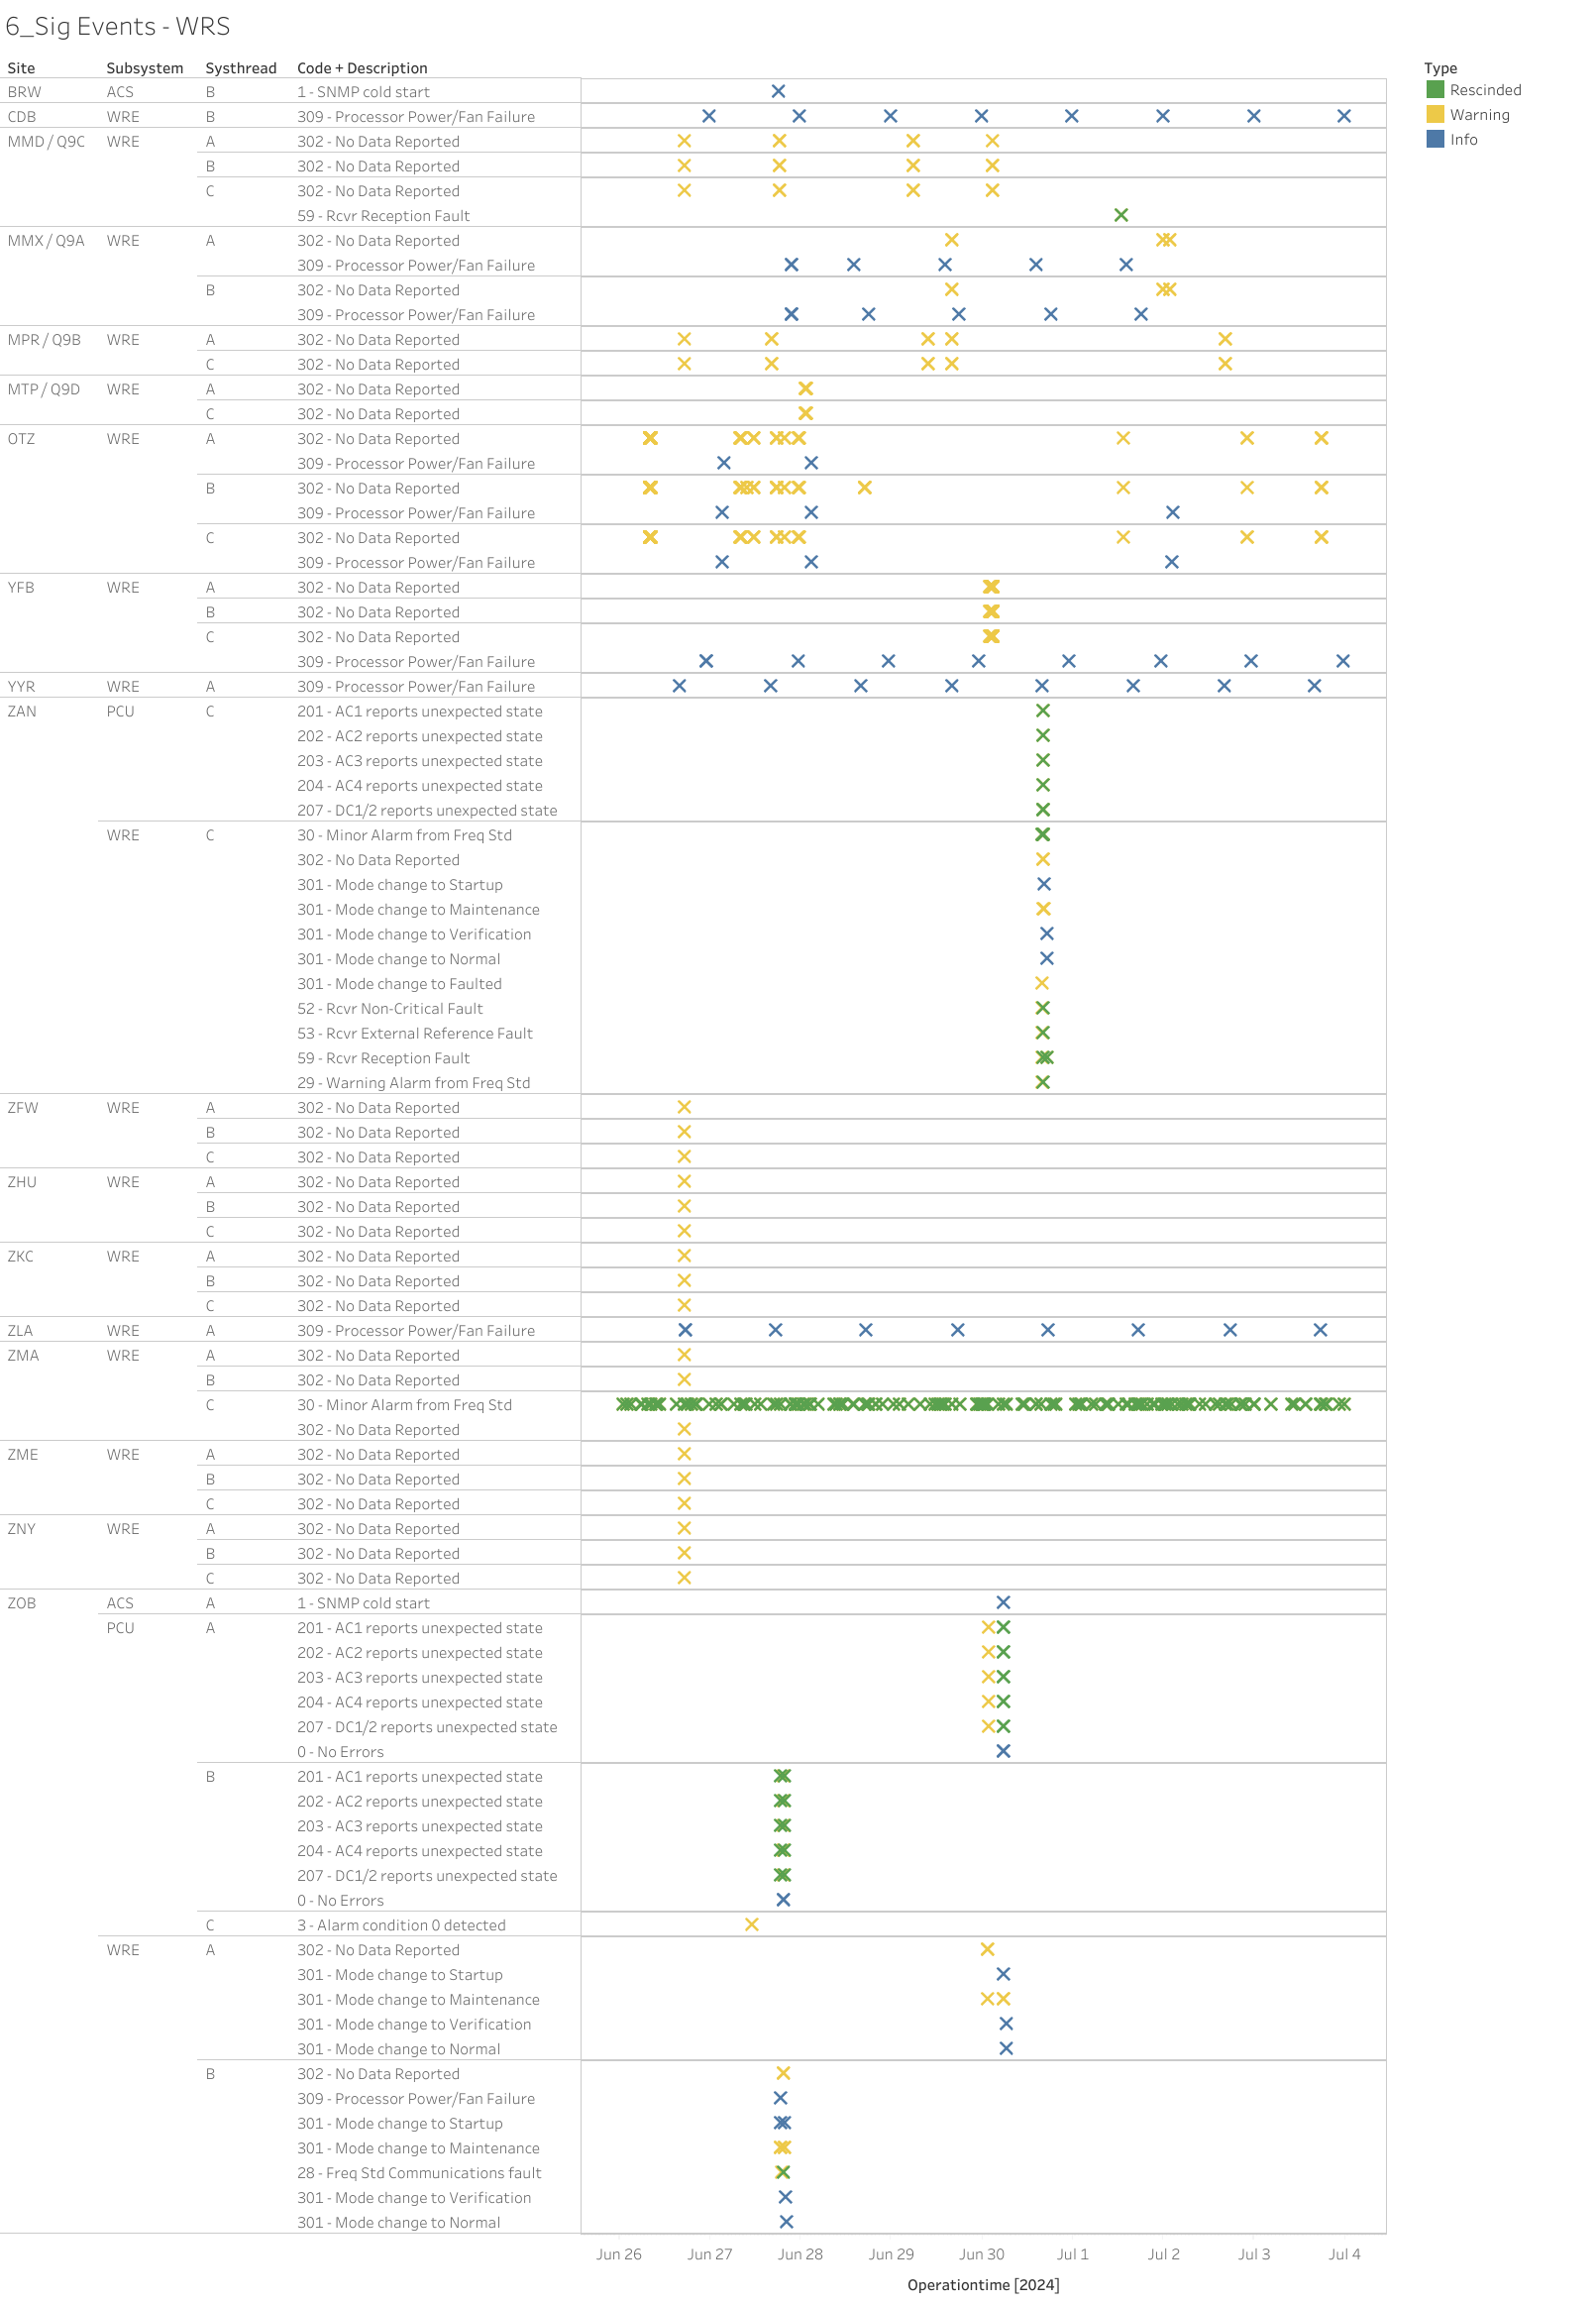 6_Sig Events - WRS
Site Subsystem Systhread Code + Description
Type
Rescinded
Warning
Info
BRW ACS B 1 - SNMP cold start
CDB WRE B 309 - Processor Power/Fan Failure
MMD / Q9C WRE A 302 - No Data Reported
B 302 - No Data Reported
C 302 - No Data Reported
59 - Rcvr Reception Fault
MMX / Q9A WRE A 302 - No Data Reported
309 - Processor Power/Fan Failure
B 302 - No Data Reported
309 - Processor Power/Fan Failure
MPR / Q9B WRE A 302 - No Data Reported
C 302 - No Data Reported
MTP / Q9D WRE A 302 - No Data Reported
C 302 - No Data Reported
OTZ WRE A 302 - No Data Reported
309 - Processor Power/Fan Failure
B 302 - No Data Reported
309 - Processor Power/Fan Failure
C 302 - No Data Reported
309 - Processor Power/Fan Failure
YFB WRE A 302 - No Data Reported
B 302 - No Data Reported
C 302 - No Data Reported
309 - Processor Power/Fan Failure
YYR WRE A 309 - Processor Power/Fan Failure
ZAN PCU C 201 - AC1 reports unexpected state
202 - AC2 reports unexpected state
203 - AC3 reports unexpected state
204 - AC4 reports unexpected state
207 - DC1/2 reports unexpected state
WRE C 30 - Minor Alarm from Freq Std
302 - No Data Reported
301 - Mode change to Startup
301 - Mode change to Maintenance
301 - Mode change to Verification
301 - Mode change to Normal
301 - Mode change to Faulted
52 - Rcvr Non-Critical Fault
53 - Rcvr External Reference Fault
59 - Rcvr Reception Fault
29 - Warning Alarm from Freq Std
ZFW WRE A 302 - No Data Reported
B 302 - No Data Reported
C 302 - No Data Reported
ZHU WRE A 302 - No Data Reported
B 302 - No Data Reported
C 302 - No Data Reported
ZKC WRE A 302 - No Data Reported
B 302 - No Data Reported
C 302 - No Data Reported
ZLA WRE A 309 - Processor Power/Fan Failure
ZMA WRE A 302 - No Data Reported
B 302 - No Data Reported
C 30 - Minor Alarm from Freq Std
302 - No Data Reported
ZME WRE A 302 - No Data Reported
B 302 - No Data Reported
C 302 - No Data Reported
ZNY WRE A 302 - No Data Reported
B 302 - No Data Reported
C 302 - No Data Reported
ZOB ACS A 1 - SNMP cold start
PCU A 201 - AC1 reports unexpected state
202 - AC2 reports unexpected state
203 - AC3 reports unexpected state
204 - AC4 reports unexpected state
207 - DC1/2 reports unexpected state
0 - No Errors
B 201 - AC1 reports unexpected state
202 - AC2 reports unexpected state
203 - AC3 reports unexpected state
204 - AC4 reports unexpected state
207 - DC1/2 reports unexpected state
0 - No Errors
C 3 - Alarm condition 0 detected
WRE A 302 - No Data Reported
301 - Mode change to Startup
301 - Mode change to Maintenance
301 - Mode change to Verification
301 - Mode change to Normal
B 302 - No Data Reported
309 - Processor Power/Fan Failure
301 - Mode change to Startup
301 - Mode change to Maintenance
28 - Freq Std Communications fault
301 - Mode change to Verification
301 - Mode change to Normal
Jun 26 Jun 27 Jun 28 Jun 29 Jun 30 Jul 1 Jul 2 Jul 3 Jul 4
Operationtime [2024]